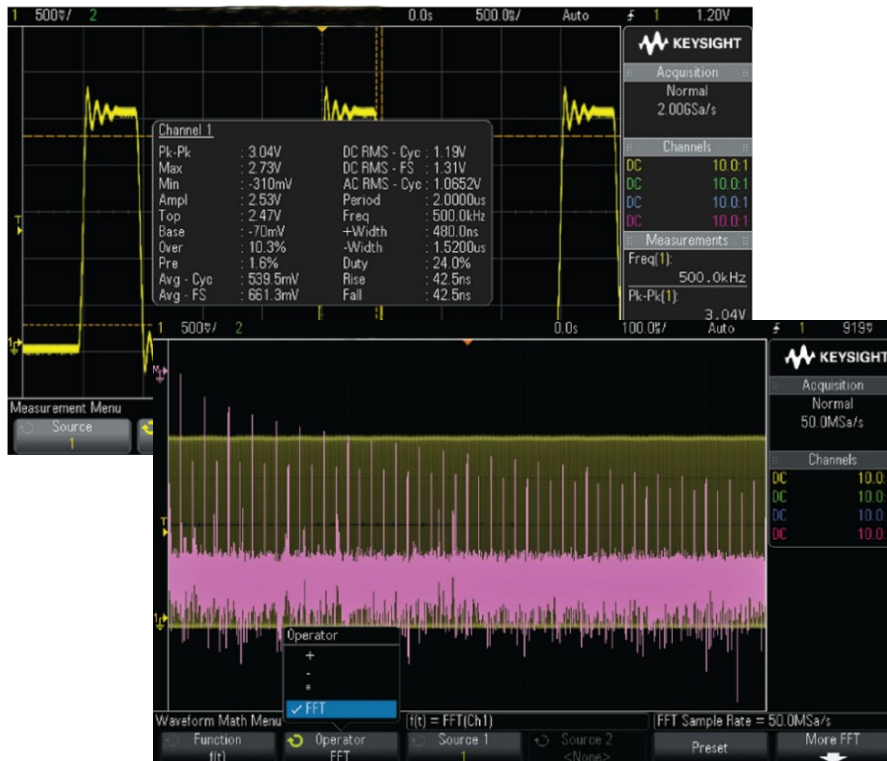 1 500▽/ 2 0.0s 500.0▽/ Auto 1 1.20V
KEYSIGHT
Acquisition
Normal
2.00GSa/s
Channels
DC 10.0:1
DC 10.0:1
DC 10.0:1
DC 10.0:1
Measurements
Freq(1):
500.0kHz
Pk-Pk(1):
3.04V
Channel 1
Pk-Pk : 3.04V DC RMS - Cyc : 1.19V
Max : 2.73V DC RMS - FS : 1.31V
Min : -310mV AC RMS - Cyc : 1.0652V
Ampl : 2.53V Period : 2.0000us
Top : 2.47V Freq : 500.0kHz
Base : -70mV +Width : 480.0ns
Over : 10.3% -Width : 1.5200us
Pre : 1.6% Duty : 24.0%
Avg - Cyc : 539.5mV Rise : 42.5ns
Avg - FS : 661.3mV Fall : 42.5ns
T
1
Measurement Menu
Source
1
1 500▽/ 2 0.0s 100.0▽/ Auto 1 919▽
KEYSIGHT
Acquisition
Normal
50.0MSa/s
Channels
DC 10.0:
DC 10.0:
DC 10.0:
DC 10.0:
M
T
1
Operator
+
-
*
✓ FFT
Waveform Math Menu f(t) = FFT(Ch1) FFT Sample Rate = 50.0MSa/s
Function Operator Source 1 Source 2 Preset More FFT
f(t) FFT 1 <None>